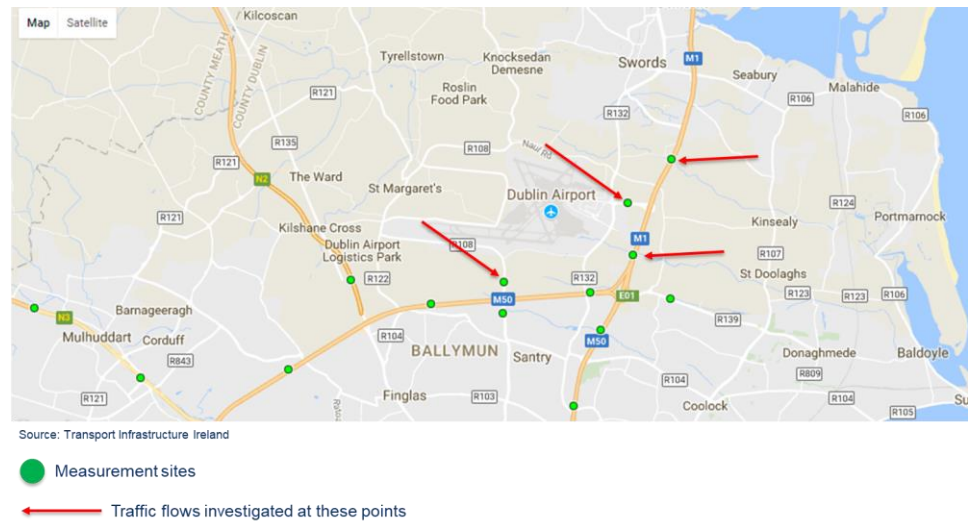 Map Satellite
Kilcoscan
COUNTY MEATH
COUNTY DUBLIN
Tyrellstown
Knocksedan
Demesne
Swords
M1
Seabury
Malahide
R121
Roslin
Food Park
R132
R106
R106
R135
R108
Naul Rd
R121
N2
The Ward
St Margaret's
Dublin Airport
R121
R124
Portmarnock
Kinsealy
Kilshane Cross
Dublin Airport
Logistics Park
R108
M1
R107
R122
R132
St Doolaghs
R123
R123
R106
M50
E01
Barnageeragh
N3
Mulhuddart
Corduff
R104
M50
R139
BALLYMUN
Santry
Donaghmede
Baldoyle
R843
R809
R104
R121
Finglas
R103
Coolock
R104
R105
Su
Source: Transport Infrastructure Ireland
Measurement sites
Traffic flows investigated at these points